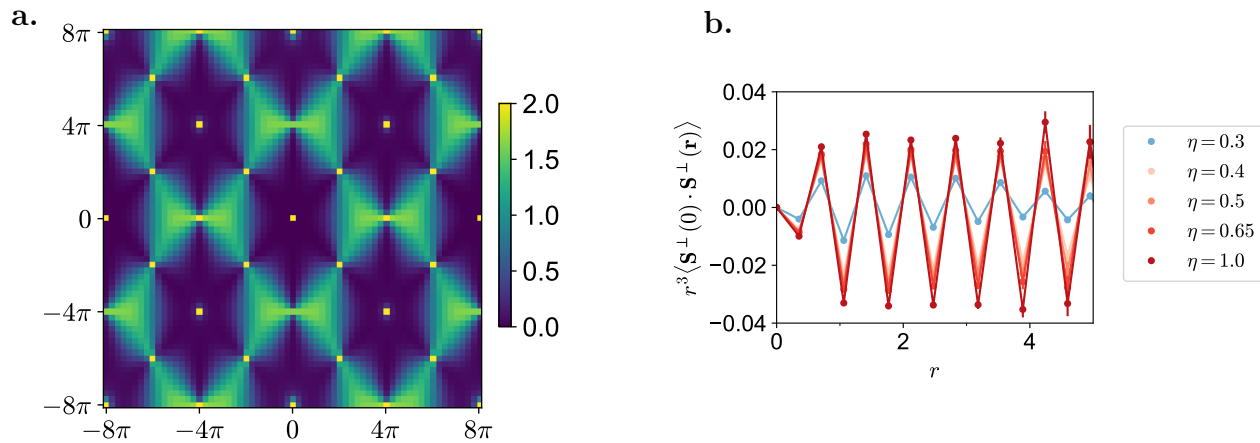 a.
8π
4π
0
−4π
−8π
−8π
−4π
0
4π
8π
2.0
1.5
1.0
0.5
0.0
b.
0.04
0.02
0.00
−0.02
−0.04
r³⟨S^⊥(0) · S^⊥(r)⟩
0
2
4
r
η = 0.3
η = 0.4
η = 0.5
η = 0.65
η = 1.0